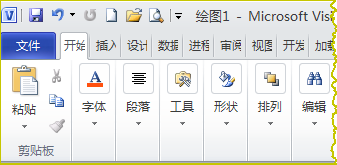 绘图1 - Microsoft Vis
文件 开始 插入 设计 数据 进程 审阅 视图 开发 加载
粘贴 字体 段落 工具 形状 排列 编辑
剪贴板